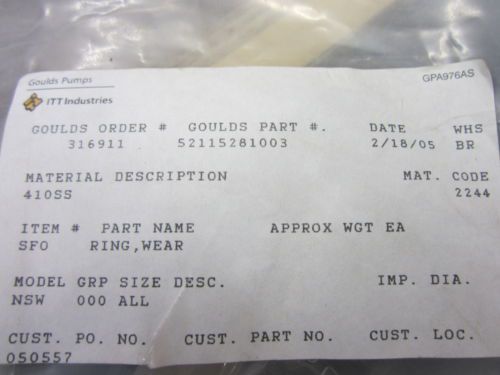 Goulds Pumps
GPA976AS
ITT Industries
GOULDS ORDER # GOULDS PART #. DATE WHS
316911 S2115281003 2/18/05 BR
MATERIAL DESCRIPTION MAT. CODE
410SS 2244
ITEM # PART NAME APPROX WGT EA
SFO RING,WEAR
MODEL GRP SIZE DESC. IMP. DIA.
NSW 000 ALL
CUST. PO. NO. CUST. PART NO. CUST. LOC.
050557